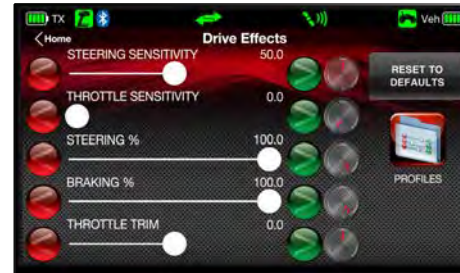 TX Veh
Home Drive Effects
STEERING SENSITIVITY 50.0
RESET TO
DEFAULTS
THROTTLE SENSITIVITY 0.0
STEERING % 100.0
BRAKING % 100.0
PROFILES
THROTTLE TRIM 0.0